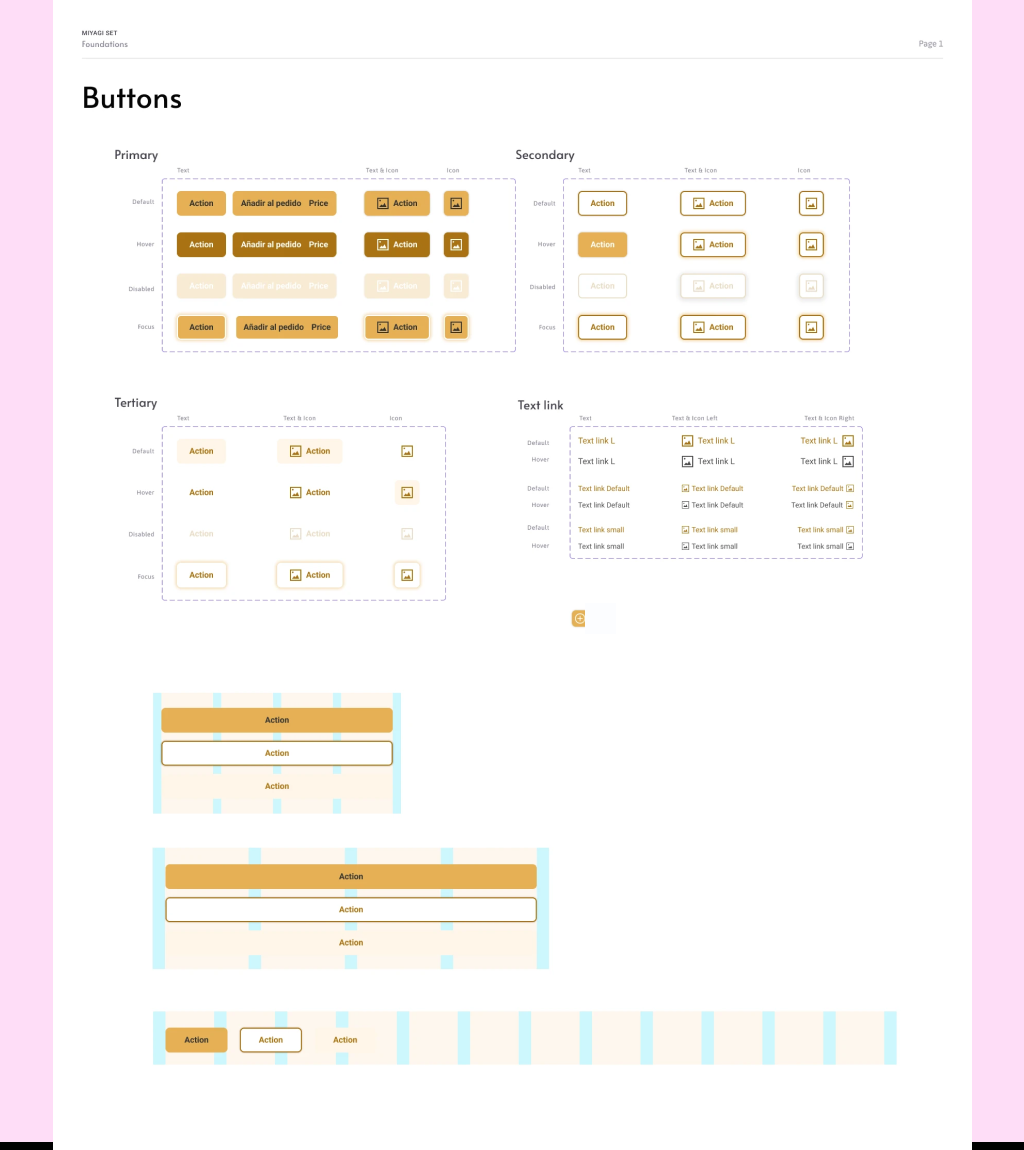 MIYAGI SET
Foundations
Page 1
Buttons
Primary
Text
Text & Icon
Icon
Default
Action
Añadir al pedido Price
Action
Hover
Action
Añadir al pedido Price
Action
Disabled
Action
Añadir al pedido Price
Action
Focus
Action
Añadir al pedido Price
Action
Secondary
Text
Text & Icon
Icon
Default
Action
Action
Hover
Action
Action
Disabled
Action
Action
Focus
Action
Action
Tertiary
Text
Text & Icon
Icon
Default
Action
Action
Hover
Action
Action
Disabled
Action
Action
Focus
Action
Action
Text link
Text
Text & Icon Left
Text & Icon Right
Default
Text link L
Text link L
Text link L
Hover
Text link L
Text link L
Text link L
Default
Text link Default
Text link Default
Text link Default
Hover
Text link Default
Text link Default
Text link Default
Default
Text link small
Text link small
Text link small
Hover
Text link small
Text link small
Text link small
Action
Action
Action
Action
Action
Action
Action
Action
Action